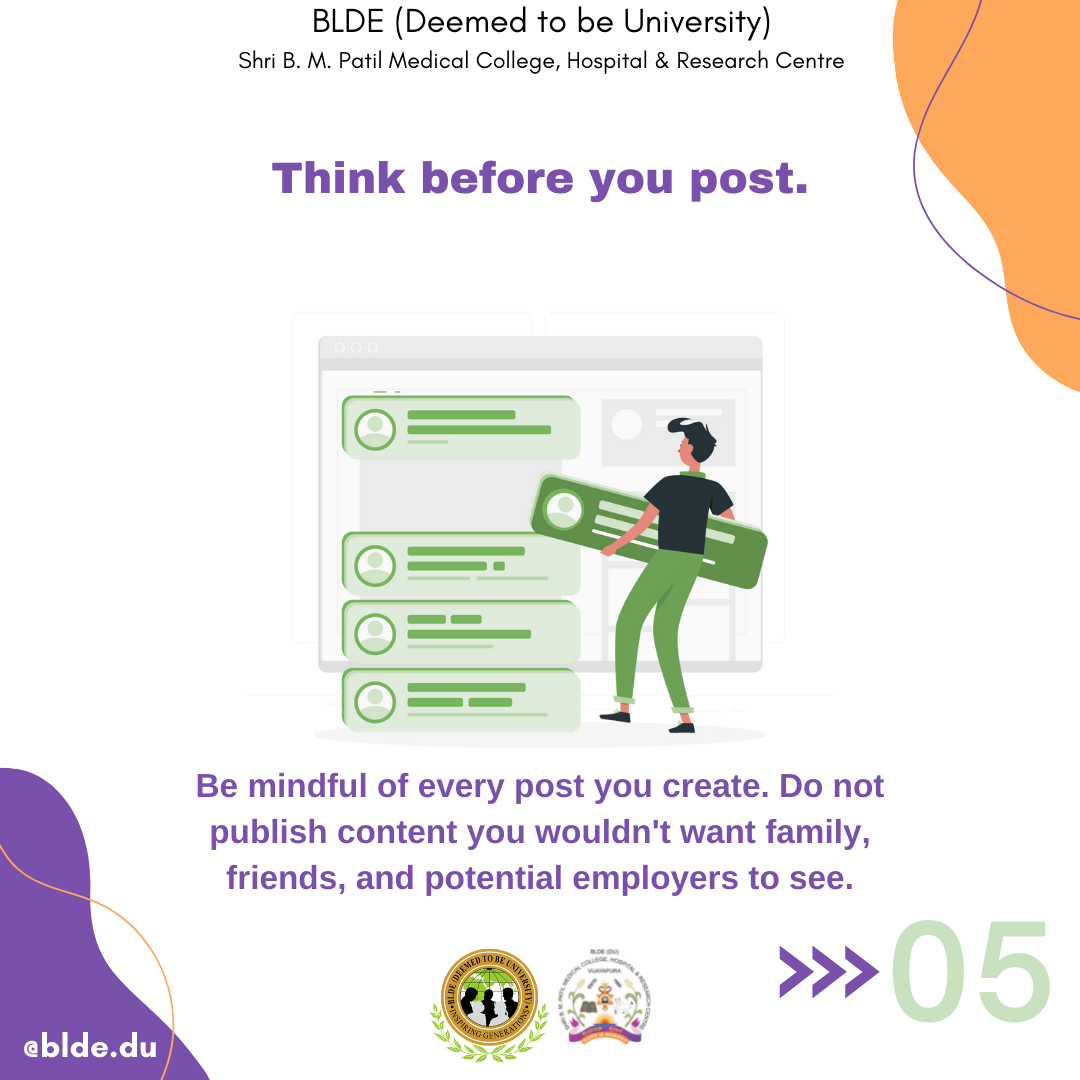 BLDE (Deemed to be University)
Shri B. M. Patil Medical College, Hospital & Research Centre
Think before you post.
Be mindful of every post you create. Do not
publish content you wouldn't want family,
friends, and potential employers to see.
BLDE (DEEMED TO BE UNIVERSITY)
INSPIRING GENERATIONS
BLDE (DU)
SHRI B. M. PATIL MEDICAL COLLEGE, HOSPITAL & RESEARCH CENTRE
VIJAYAPURA
05
@blde.du